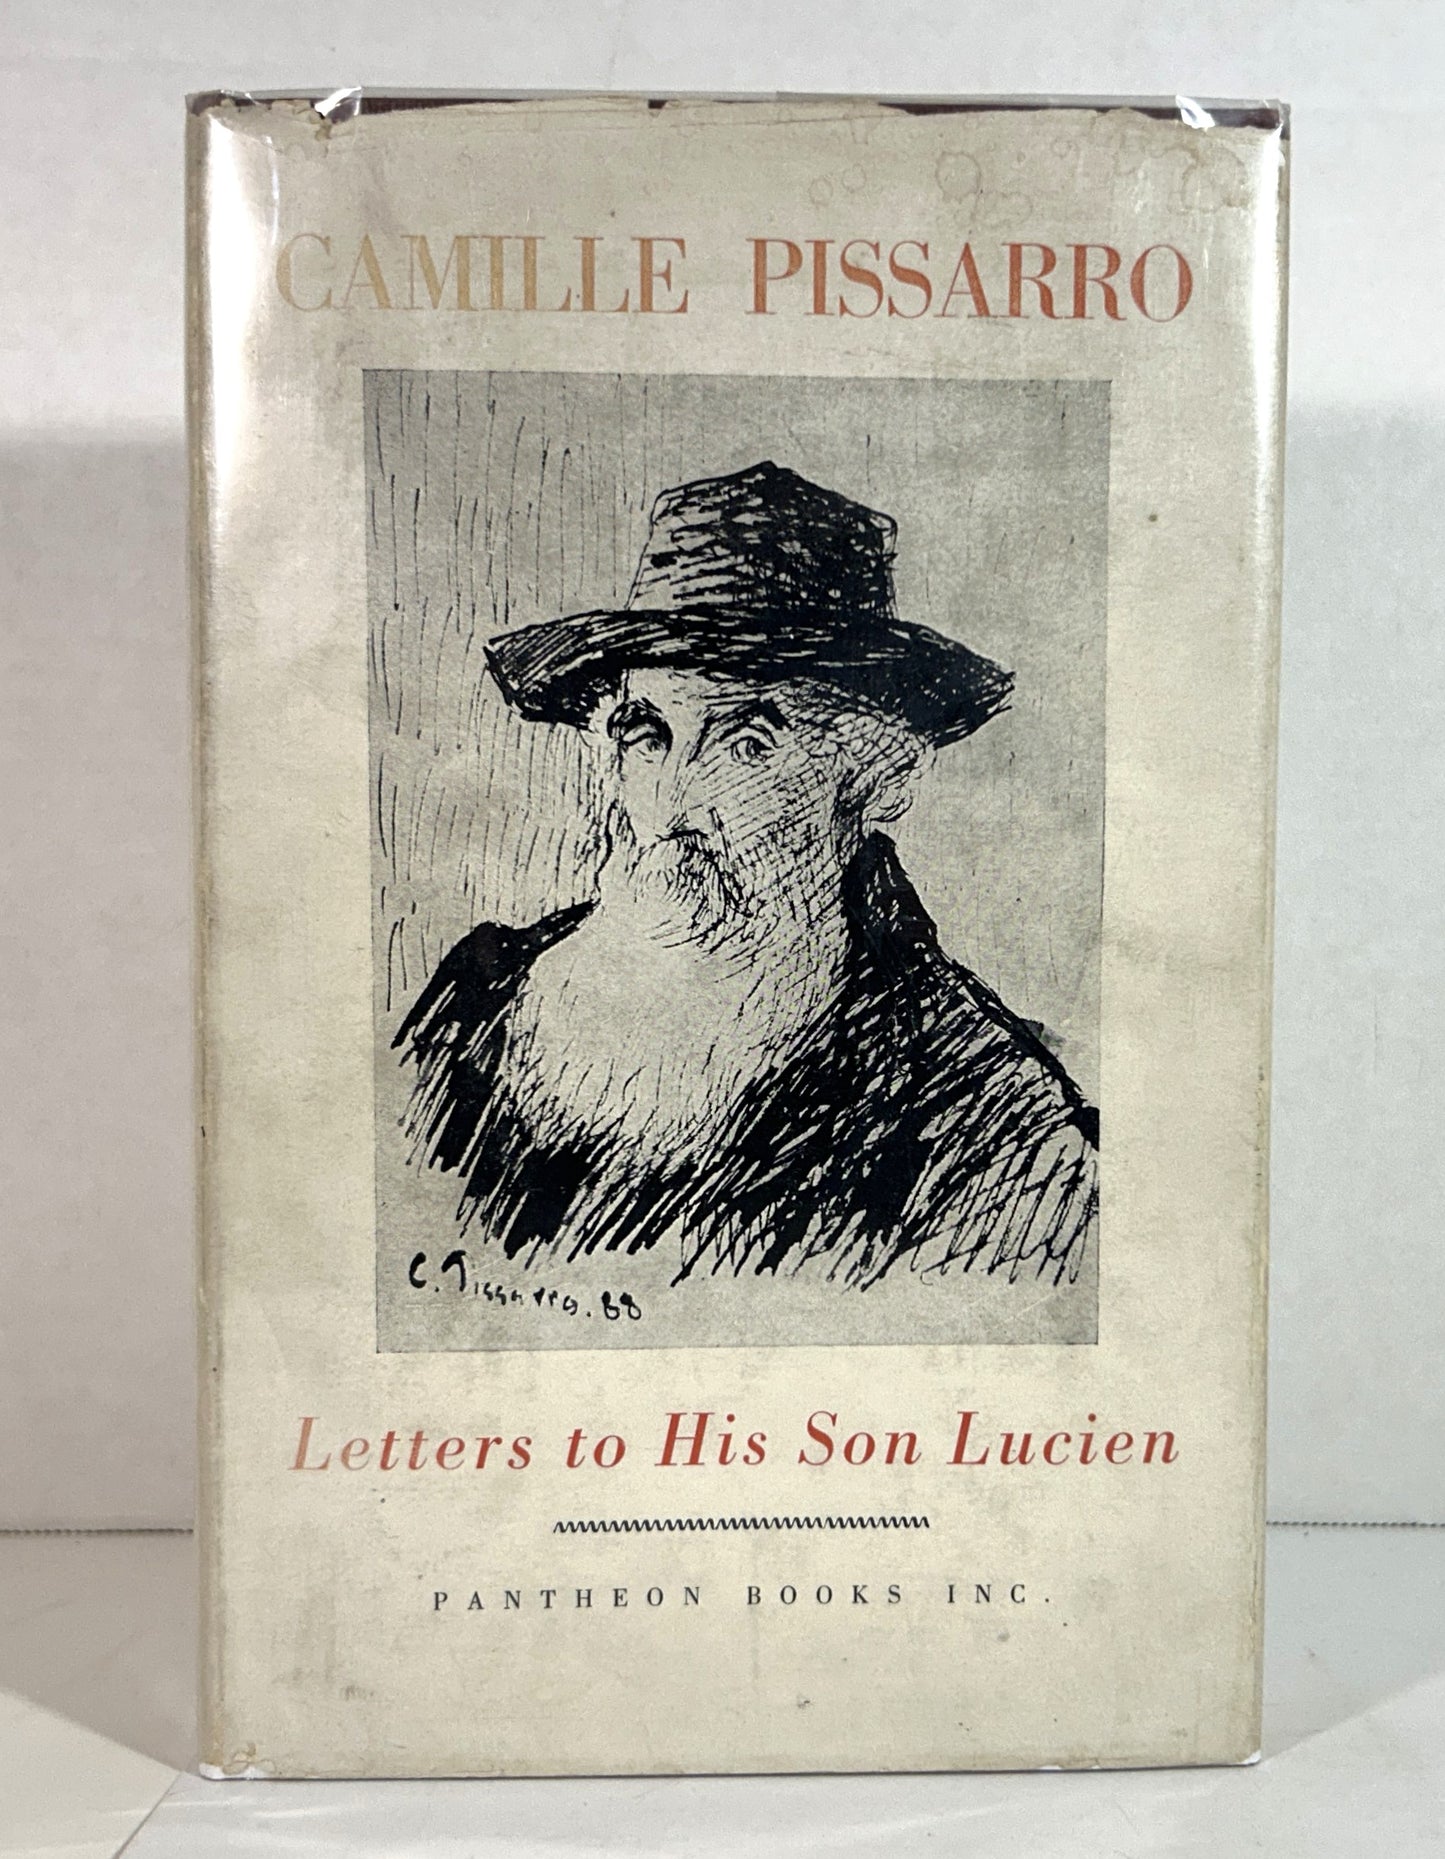 CAMILLE PISSARRO
C. Pissarro. 88
Letters to His Son Lucien
PANTHEON BOOKS INC.